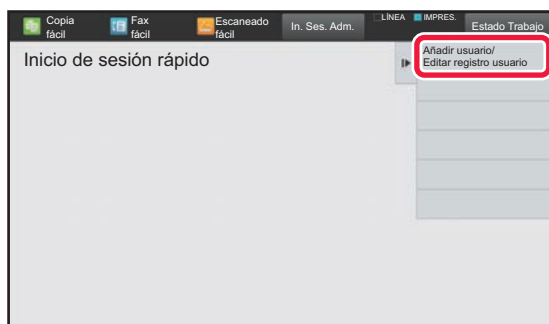 Copia
fácil
Fax
fácil
Escaneado
fácil
In. Ses. Adm.
LÍNEA
IMPRES.
Estado Trabajo
Inicio de sesión rápido
Añadir usuario/
Editar registro usuario